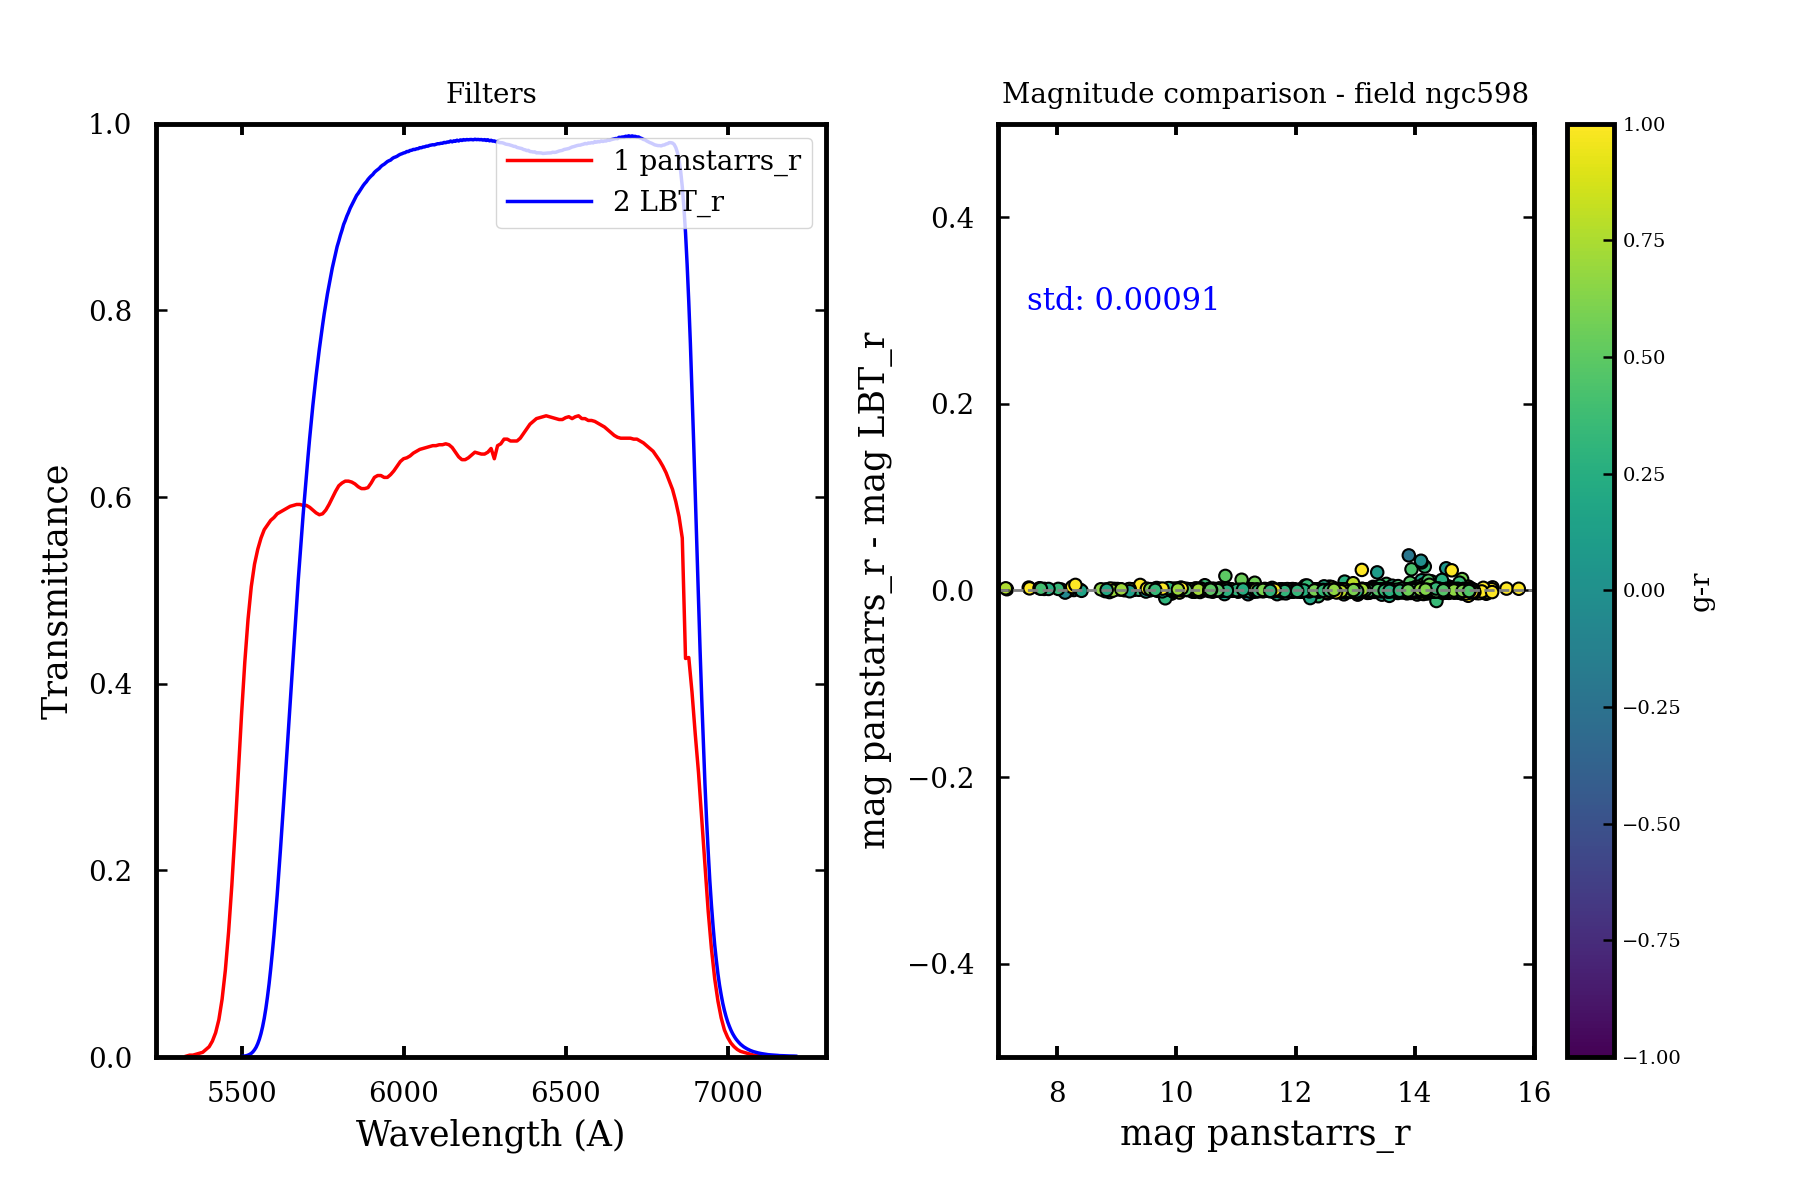 Filters
1.0
0.8
0.6
0.4
0.2
0.0
Transmittance
1 panstarrs_r
2 LBT_r
5500 6000 6500 7000
Wavelength (A)
Magnitude comparison - field ngc598
mag panstarrs_r - mag LBT_r
0.4
0.2
0.0
−0.2
−0.4
std: 0.00091
8 10 12 14 16
mag panstarrs_r
1.00
0.75
0.50
0.25
0.00
−0.25
−0.50
−0.75
−1.00
g-r